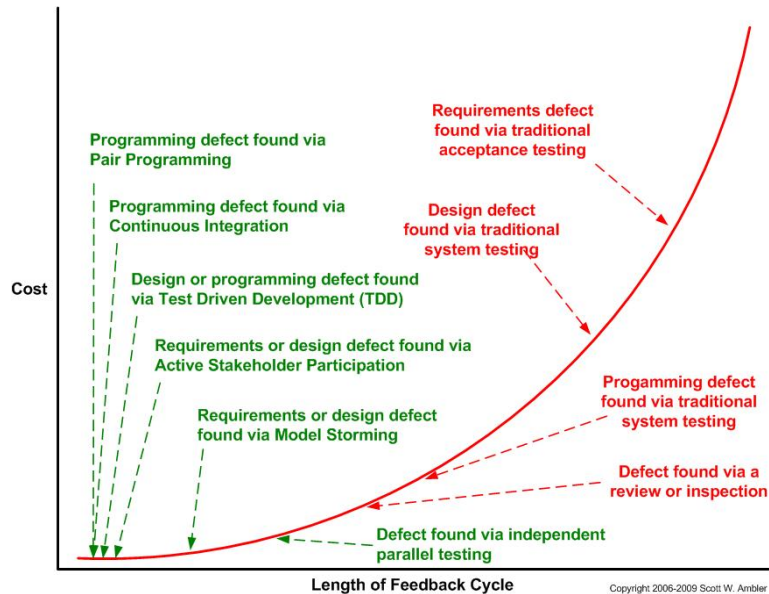 Requirements defect
found via traditional
acceptance testing
Programming defect found via
Pair Programming
Programming defect found via
Continuous Integration
Design defect
found via traditional
system testing
Design or programming defect found
via Test Driven Development (TDD)
Cost
Requirements or design defect found via
Active Stakeholder Participation
Progamming defect
found via traditional
system testing
Requirements or design defect
found via Model Storming
Defect found via a
review or inspection
Defect found via independent
parallel testing
Length of Feedback Cycle
Copyright 2006-2009 Scott W. Ambler